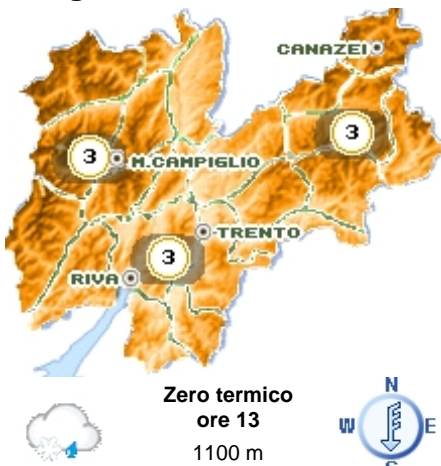 CANAZEI
3
3
M.CAMPIGLIO
TRENTO
3
RIVA
Zero termico
ore 13
1100 m
N
W E
S